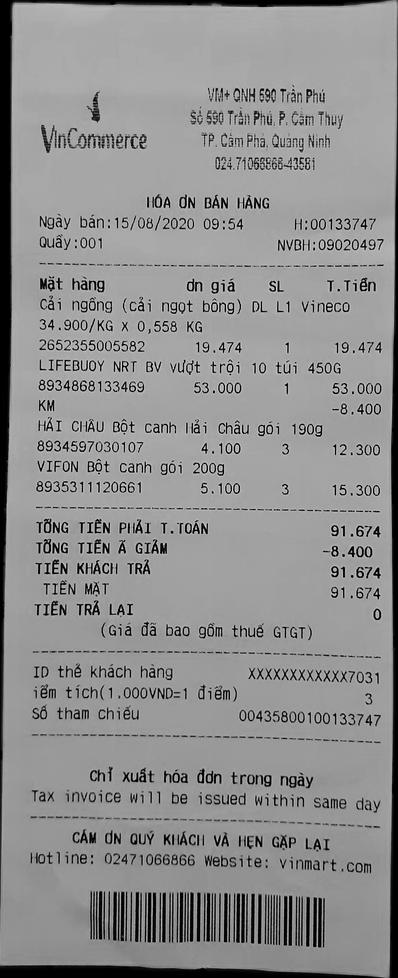 VinCommerce
VM+ QNH 590 Trần Phú
Số 590 Trần Phú, P. Cẩm Thuy
TP. Cẩm Phả, Quảng Ninh
024.71066866-43581
HÓA ƠN BÁN HÀNG
Ngày bán:15/08/2020 09:54 H:00133747
Quầy:001 NVBH:09020497
Mặt hàng ơn giá SL T.Tiền
Cải ngồng (cải ngọt bông) DL L1 Vineco
34.900/KG X 0,558 KG
2652355005582 19.474 1 19.474
LIFEBUOY NRT BV vượt trội 10 túi 450G
8934868133469 53.000 1 53.000
KM -8.400
HẢI CHÂU Bột canh Hải Châu gói 190g
8934597030107 4.100 3 12.300
VIFON Bột canh gói 200g
8935311120661 5.100 3 15.300
TỔNG TIỀN PHẢI T.TOÁN 91.674
TỔNG TIỀN Ã GIẢM -8.400
TIỀN KHÁCH TRẢ 91.674
TIỀN MẶT 91.674
TIỀN TRẢ LẠI 0
(Giá đã bao gồm thuế GTGT)
ID thẻ khách hàng XXXXXXXXXXXX7031
iểm tích(1.000VND=1 điểm) 3
Số tham chiếu 00435800100133747
Chỉ xuất hóa đơn trong ngày
Tax invoice will be issued within same day
CẢM ƠN QUÝ KHÁCH VÀ HẸN GẶP LẠI
Hotline: 02471066866 Website: vinmart.com